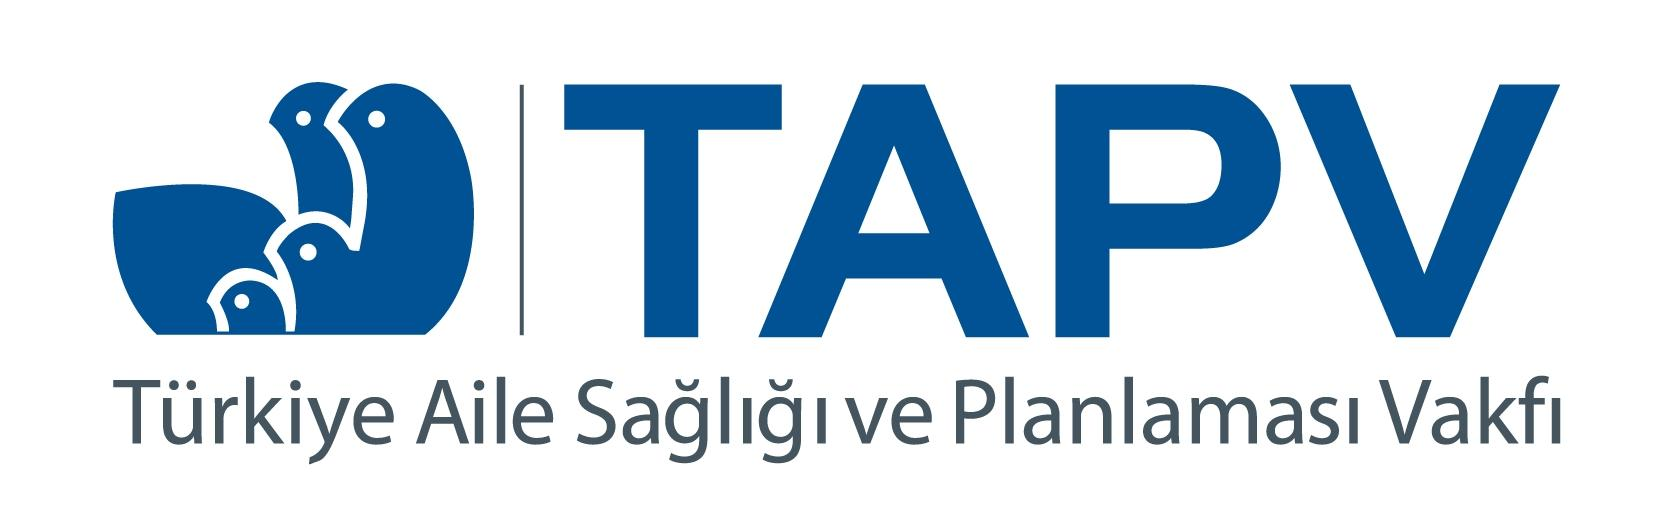 TAPV
Türkiye Aile Sağlığı ve Planlaması Vakfı